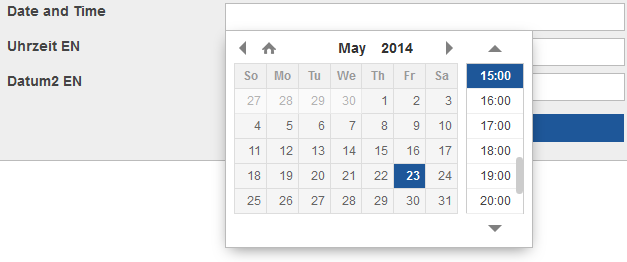 Date and Time
Uhrzeit EN
Datum2 EN
May 2014
So Mo Tu We Th Fr Sa
27 28 29 30 1 2 3
4 5 6 7 8 9 10
11 12 13 14 15 16 17
18 19 20 21 22 23 24
25 26 27 28 29 30 31
15:00
16:00
17:00
18:00
19:00
20:00